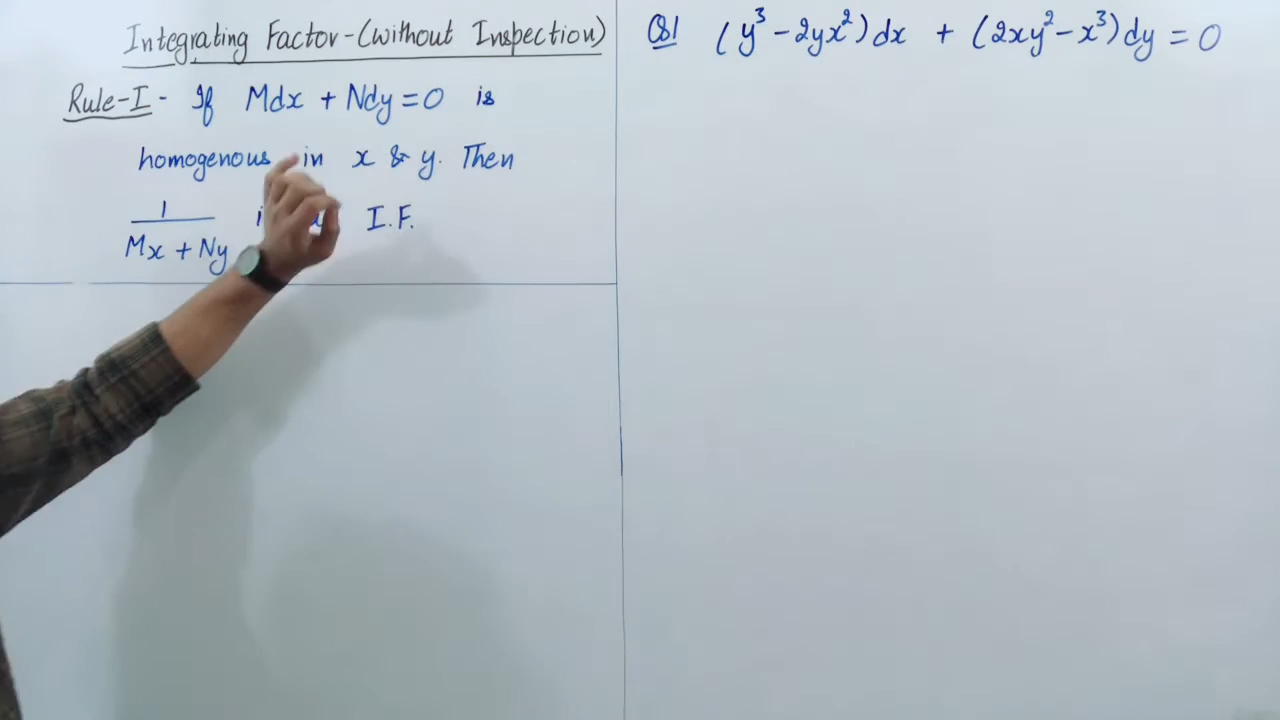 Integrating Factor-(without Inspection)
Rule-I - If Mdx + Ndy = 0 is
homogenous in x & y. Then
1
Mx + Ny
I.F.
Q1 (y³ - 2yx²)dx + (2xy² - x³)dy = 0